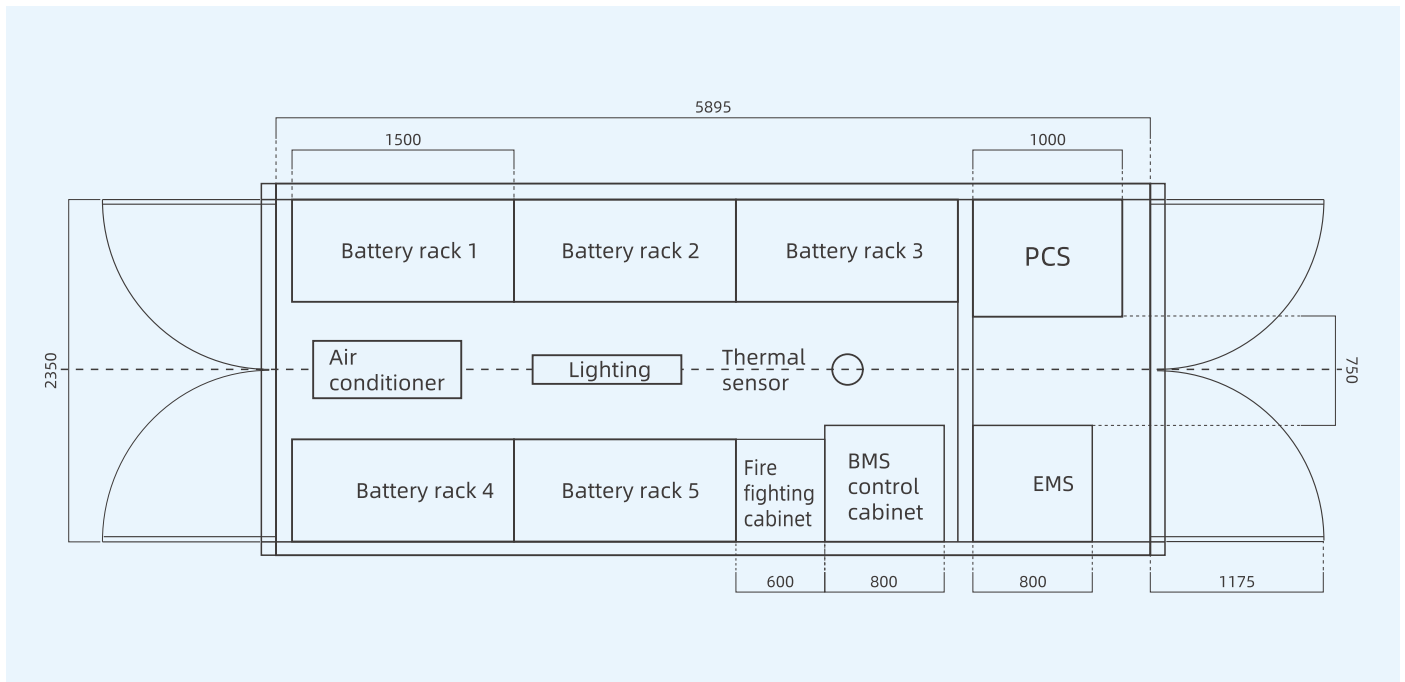 5895
1500
1000
Battery rack 1
Battery rack 2
Battery rack 3
PCS
2350
Air
conditioner
Lighting
Thermal
sensor
750
Battery rack 4
Battery rack 5
Fire
fighting
cabinet
BMS
control
cabinet
EMS
600
800
800
1175